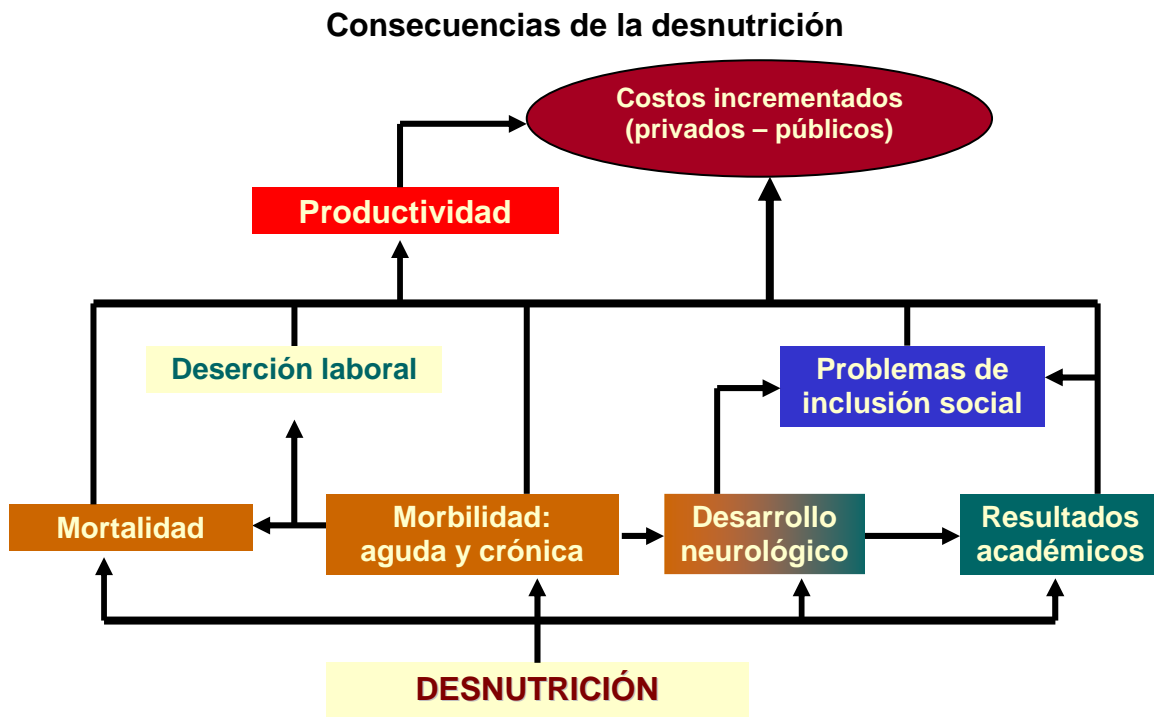 Consecuencias de la desnutrición
Costos incrementados
(privados – públicos)
Productividad
Deserción laboral
Problemas de
inclusión social
Mortalidad
Morbilidad:
aguda y crónica
Desarrollo
neurológico
Resultados
académicos
DESNUTRICIÓN